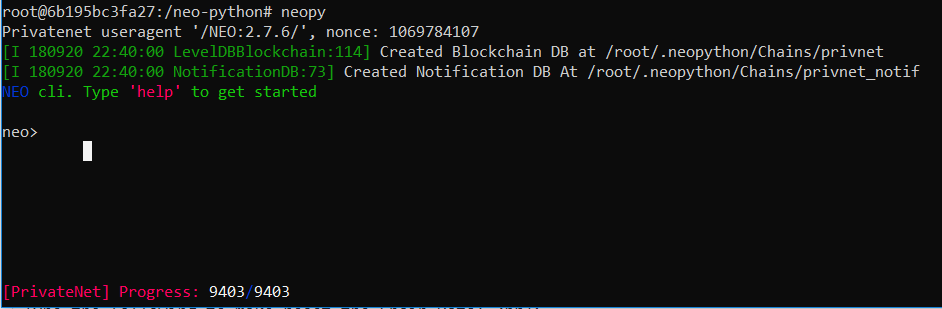 root@6b195bc3fa27:/neo-python# neopy
Privatenet useragent '/NEO:2.7.6/', nonce: 1069784107
[I 180920 22:40:00 LevelDBBlockchain:114] Created Blockchain DB at /root/.neopython/Chains/privnet
[I 180920 22:40:00 NotificationDB:73] Created Notification DB At /root/.neopython/Chains/privnet_notif
NEO cli. Type 'help' to get started
neo>
[PrivateNet] Progress: 9403/9403